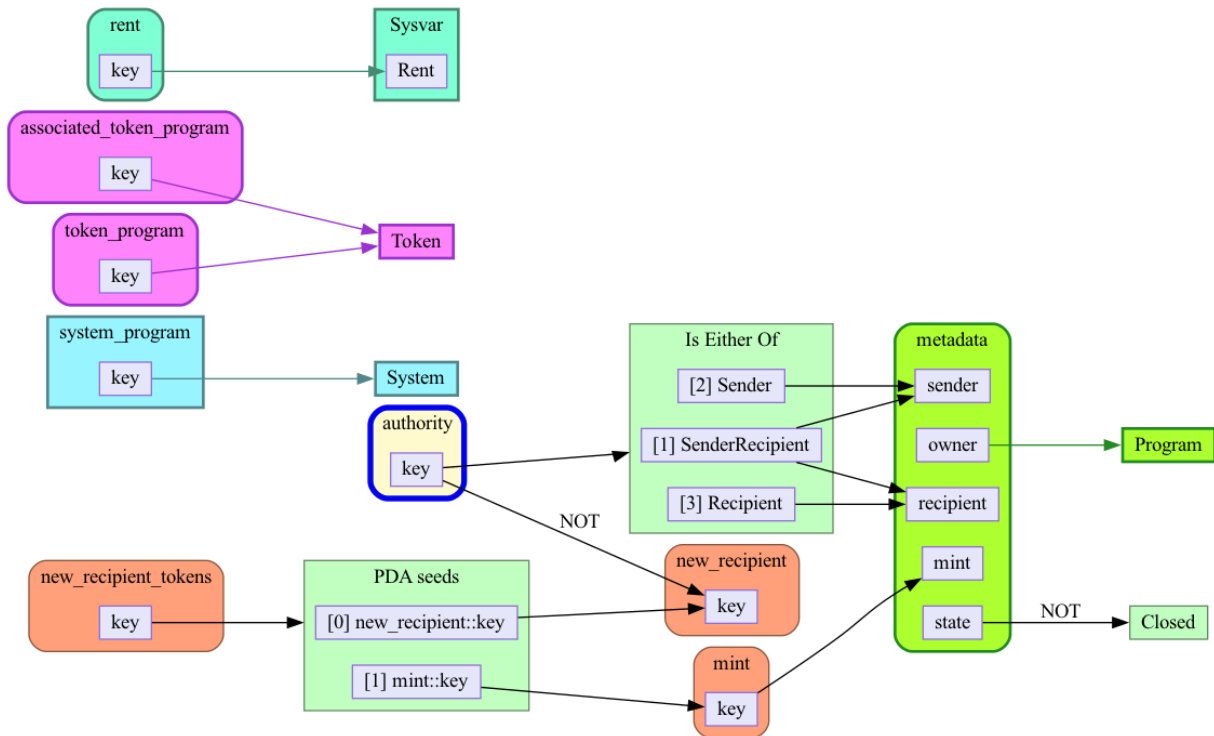 rent
key
Sysvar
Rent
associated_token_program
key
token_program
key
Token
system_program
key
System
authority
key
Is Either Of
[2] Sender
[1] SenderRecipient
[3] Recipient
metadata
sender
owner
recipient
mint
state
Program
NOT
Closed
NOT
new_recipient_tokens
key
PDA seeds
[0] new_recipient::key
[1] mint::key
new_recipient
key
mint
key